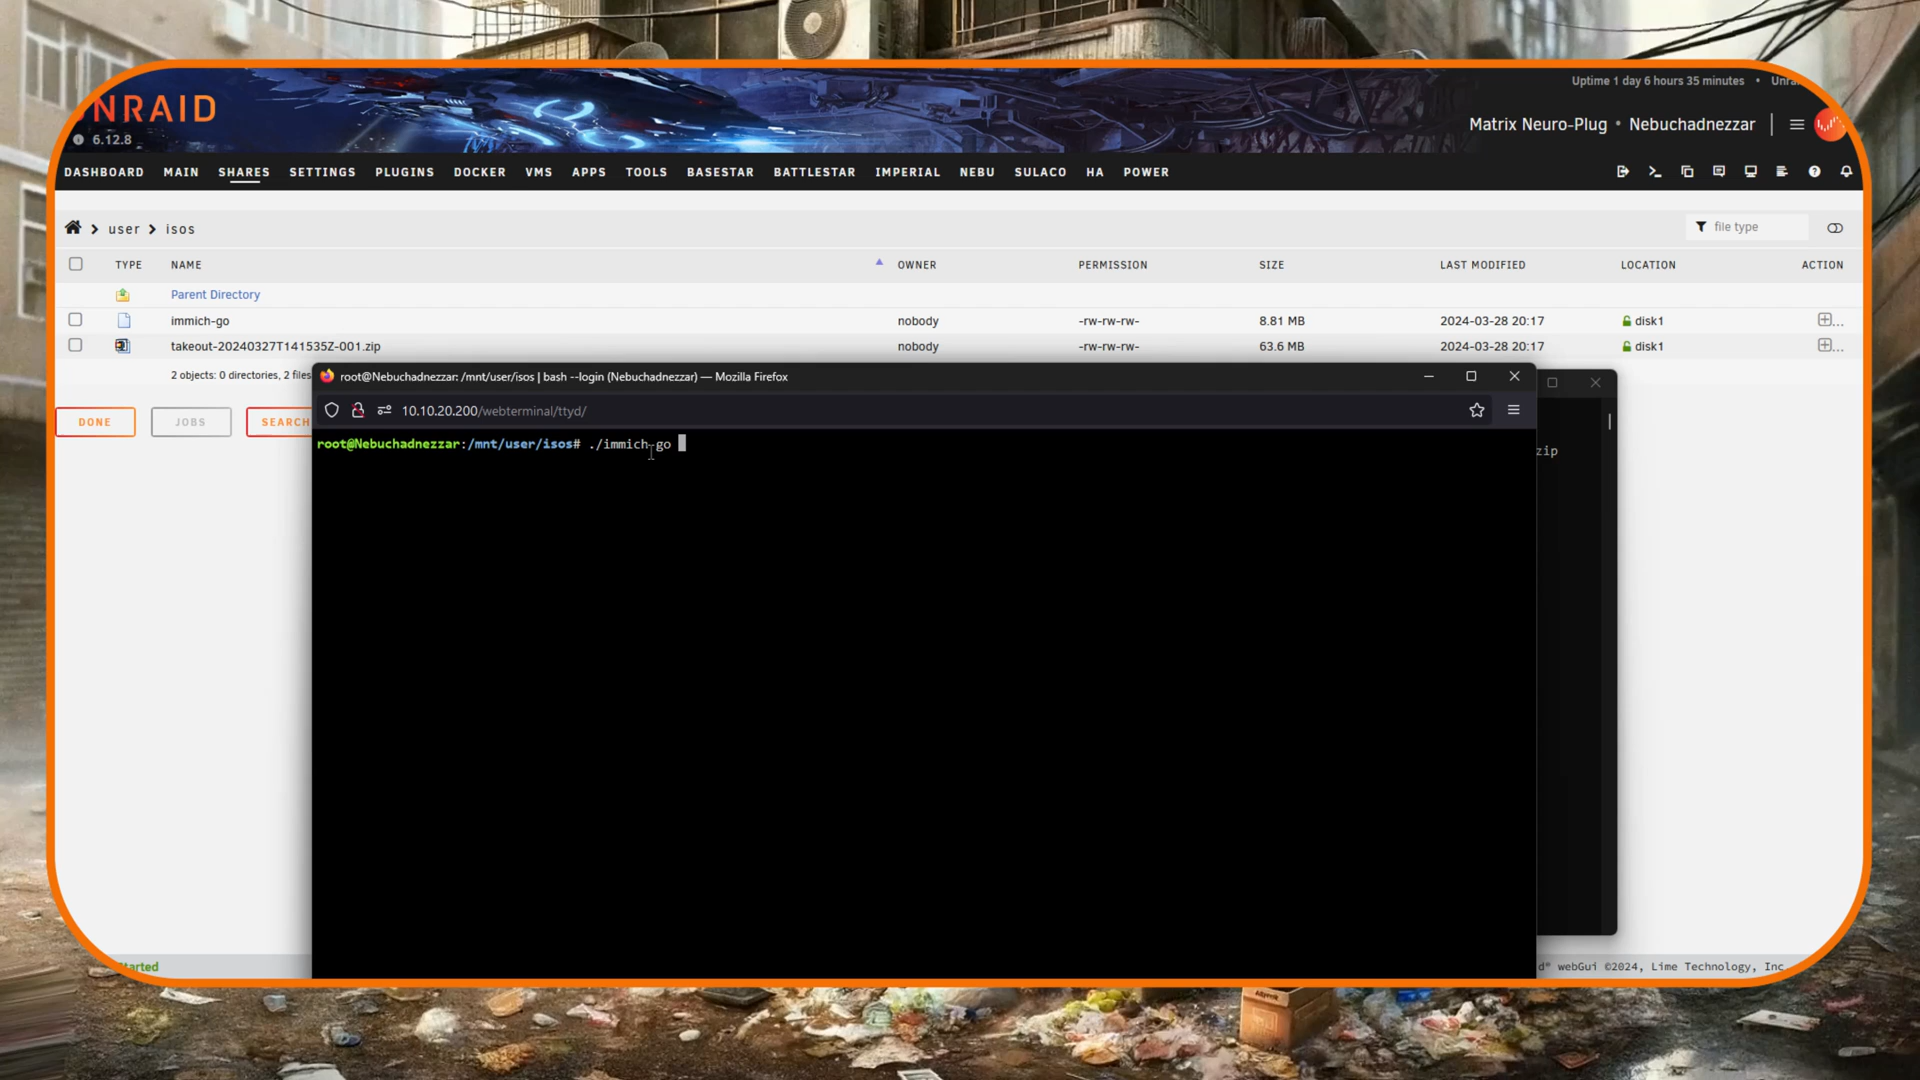 NRAID
6.12.8
Uptime 1 day 6 hours 35 minutes •
Matrix Neuro-Plug • Nebuchadnezzar
DASHBOARD MAIN SHARES SETTINGS PLUGINS DOCKER VMS APPS TOOLS BASESTAR BATTLESTAR IMPERIAL NEBU SULACO HA POWER
user > isos
file type
TYPE NAME OWNER PERMISSION SIZE LAST MODIFIED LOCATION ACTION
Parent Directory
immich-go nobody -rw-rw-rw- 8.81 MB 2024-03-28 20:17 disk1 ...
takeout-20240327T141535Z-001.zip nobody -rw-rw-rw- 63.6 MB 2024-03-28 20:17 disk1 ...
2 objects: 0 directories, 2 files
DONE JOBS SEARCH
root@Nebuchadnezzar: /mnt/user/isos | bash --login (Nebuchadnezzar) — Mozilla Firefox
10.10.20.200/webterminal/ttyd/
root@Nebuchadnezzar:/mnt/user/isos# ./immich-go
zip
tarted
d® webGui ©2024, Lime Technology, Inc